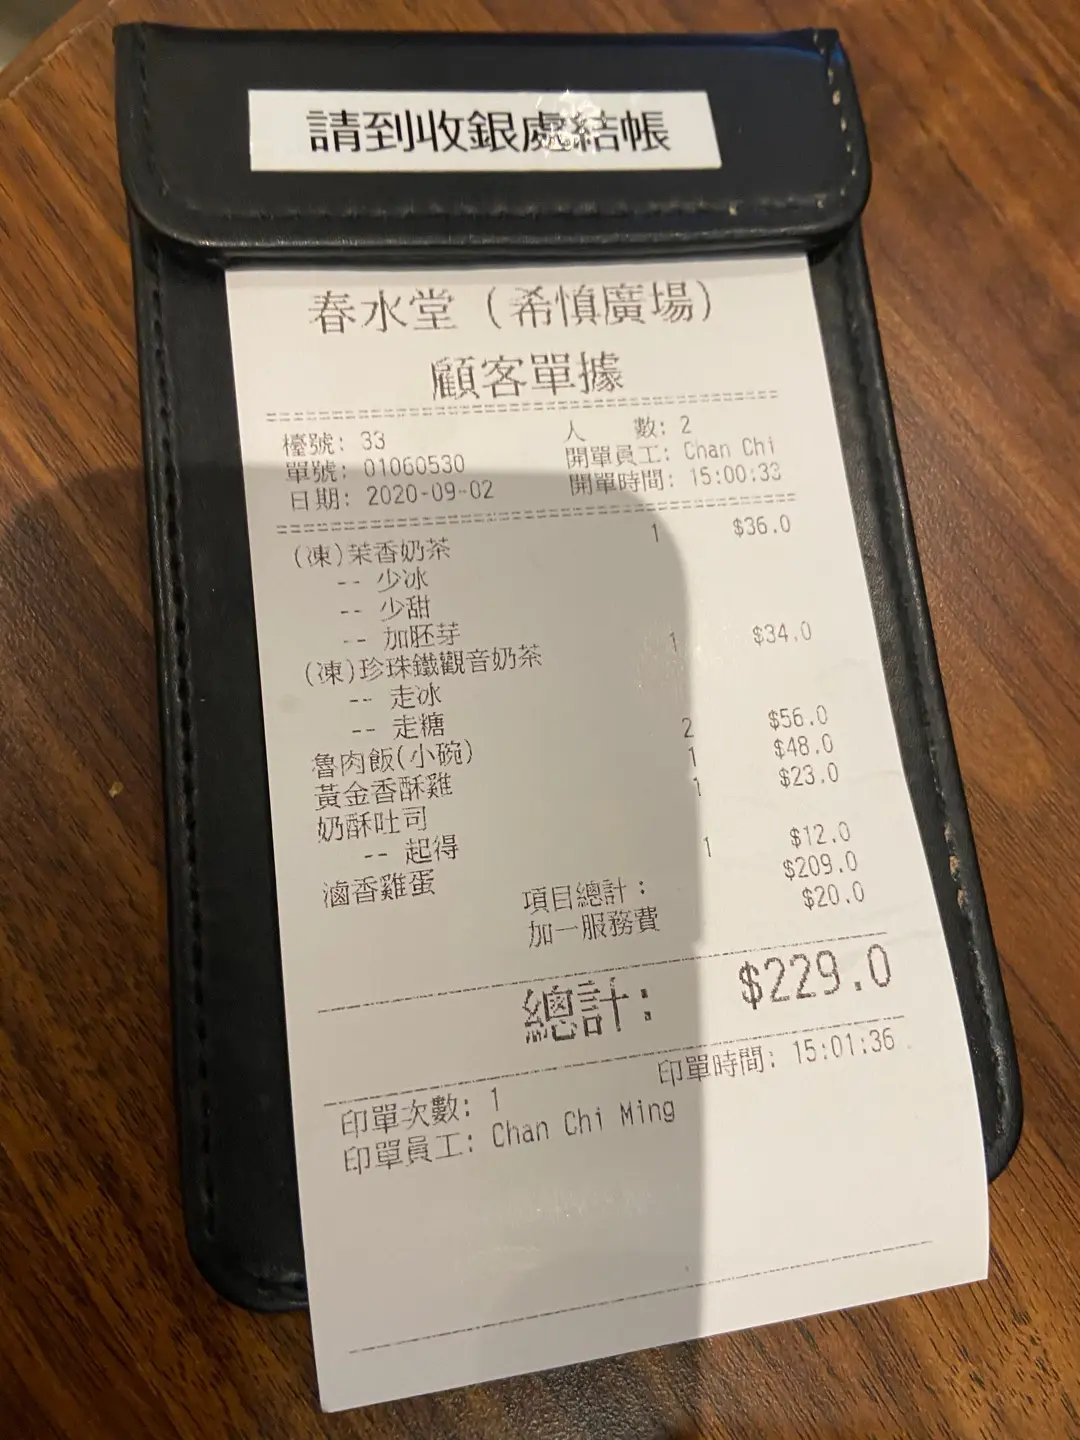 請到收銀處結帳
春水堂（希慎廣場）
顧客單據
檯號: 33 人　數: 2
單號: 01060530 開單員工: Chan Chi
日期: 2020-09-02 開單時間: 15:00:33
(凍)茉香奶茶 1 $36.0
-- 少冰
-- 少甜
-- 加胚芽
(凍)珍珠鐵觀音奶茶 1 $34.0
-- 走冰
-- 走糖
魯肉飯(小碗) 2 $56.0
黃金香酥雞 1 $48.0
奶酥吐司 1 $23.0
-- 起得
滷香雞蛋 1 $12.0
項目總計： $209.0
加一服務費 $20.0
總計: $229.0
印單時間: 15:01:36
印單次數: 1
印單員工: Chan Chi Ming